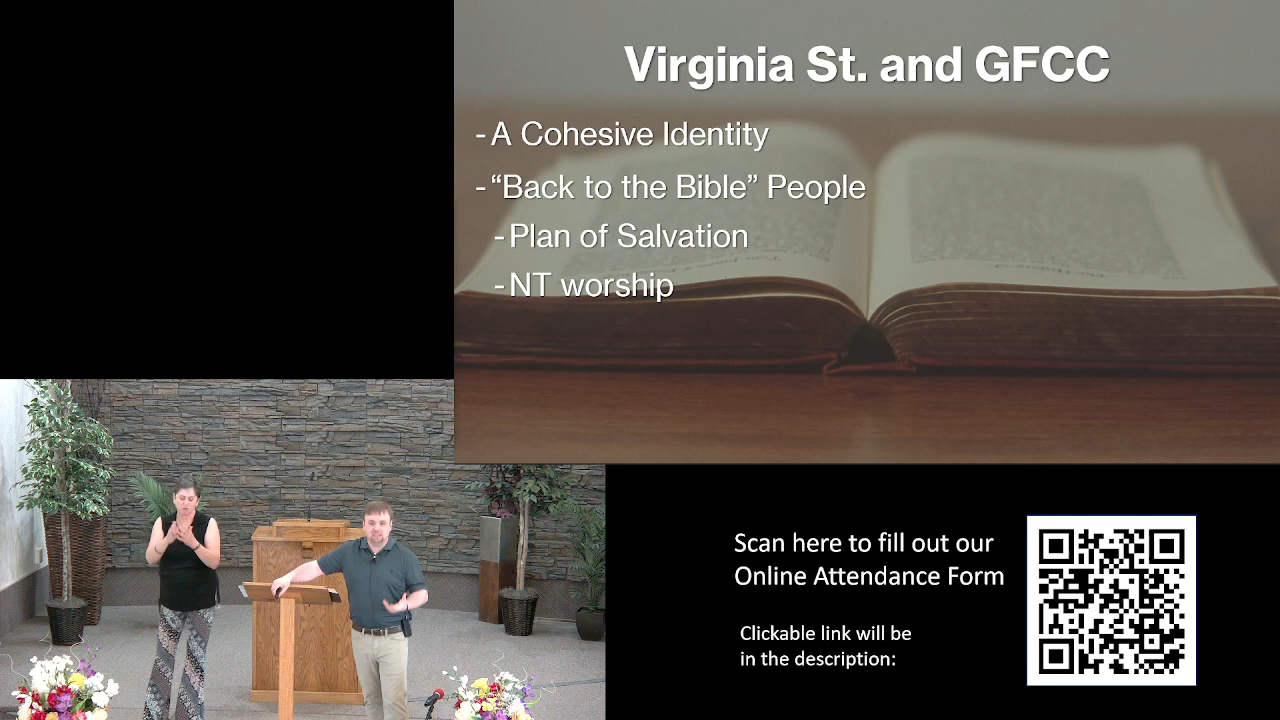 Virginia St. and GFCC
- A Cohesive Identity
- “Back to the Bible” People
- Plan of Salvation
- NT worship
Scan here to fill out our
Online Attendance Form
Clickable link will be
in the description: